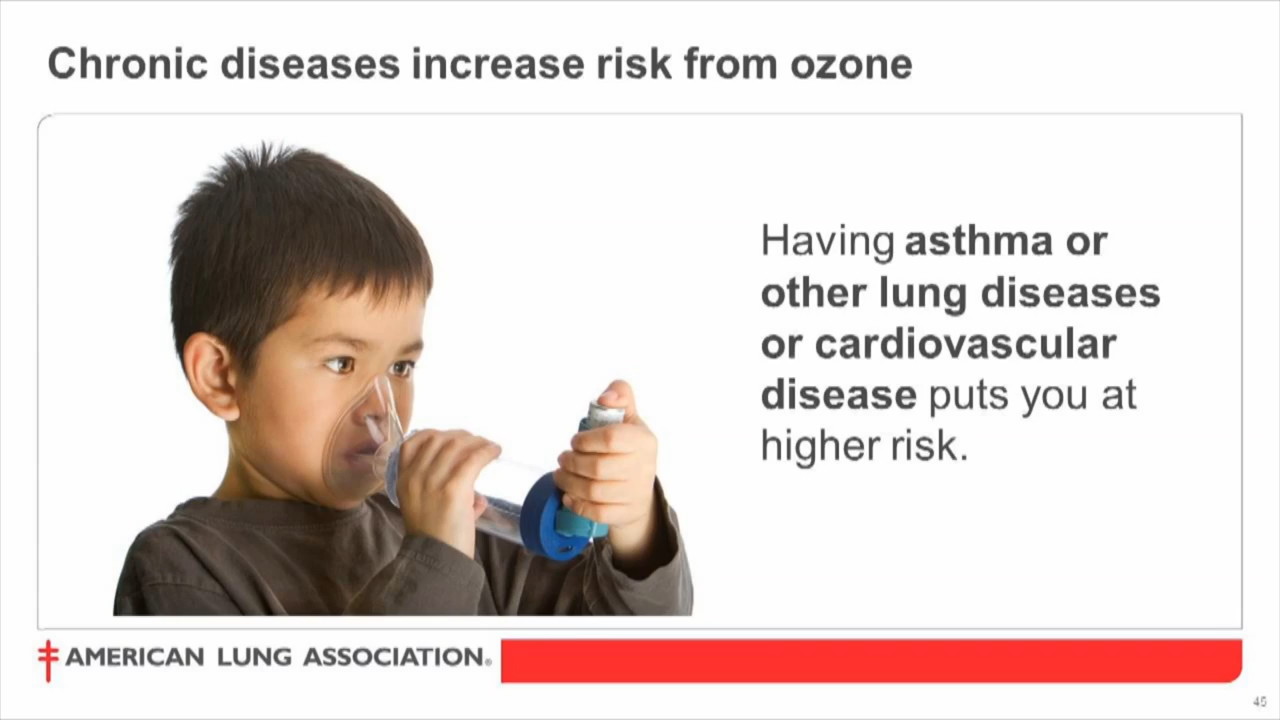 Chronic diseases increase risk from ozone
Having asthma or
other lung diseases
or cardiovascular
disease puts you at
higher risk.
AMERICAN LUNG ASSOCIATION®
45